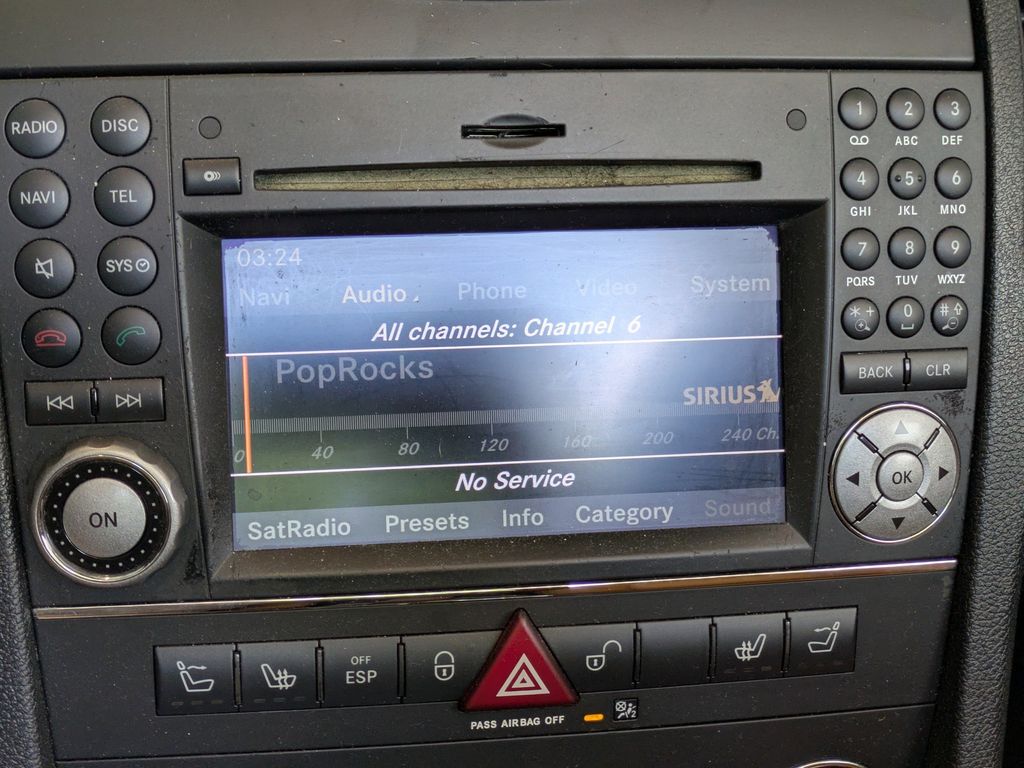 RADIO DISC
NAVI TEL
SYS
ON
03:24
Navi Audio Phone Video System
All channels: Channel 6
PopRocks
SIRIUS
0 40 80 120 160 200 240 Ch.
No Service
SatRadio Presets Info Category Sound
1 2 3
ABC DEF
4 5 6
GHI JKL MNO
7 8 9
PQRS TUV WXYZ
* + 0 #
BACK CLR
OK
OFF
ESP
PASS AIRBAG OFF
2